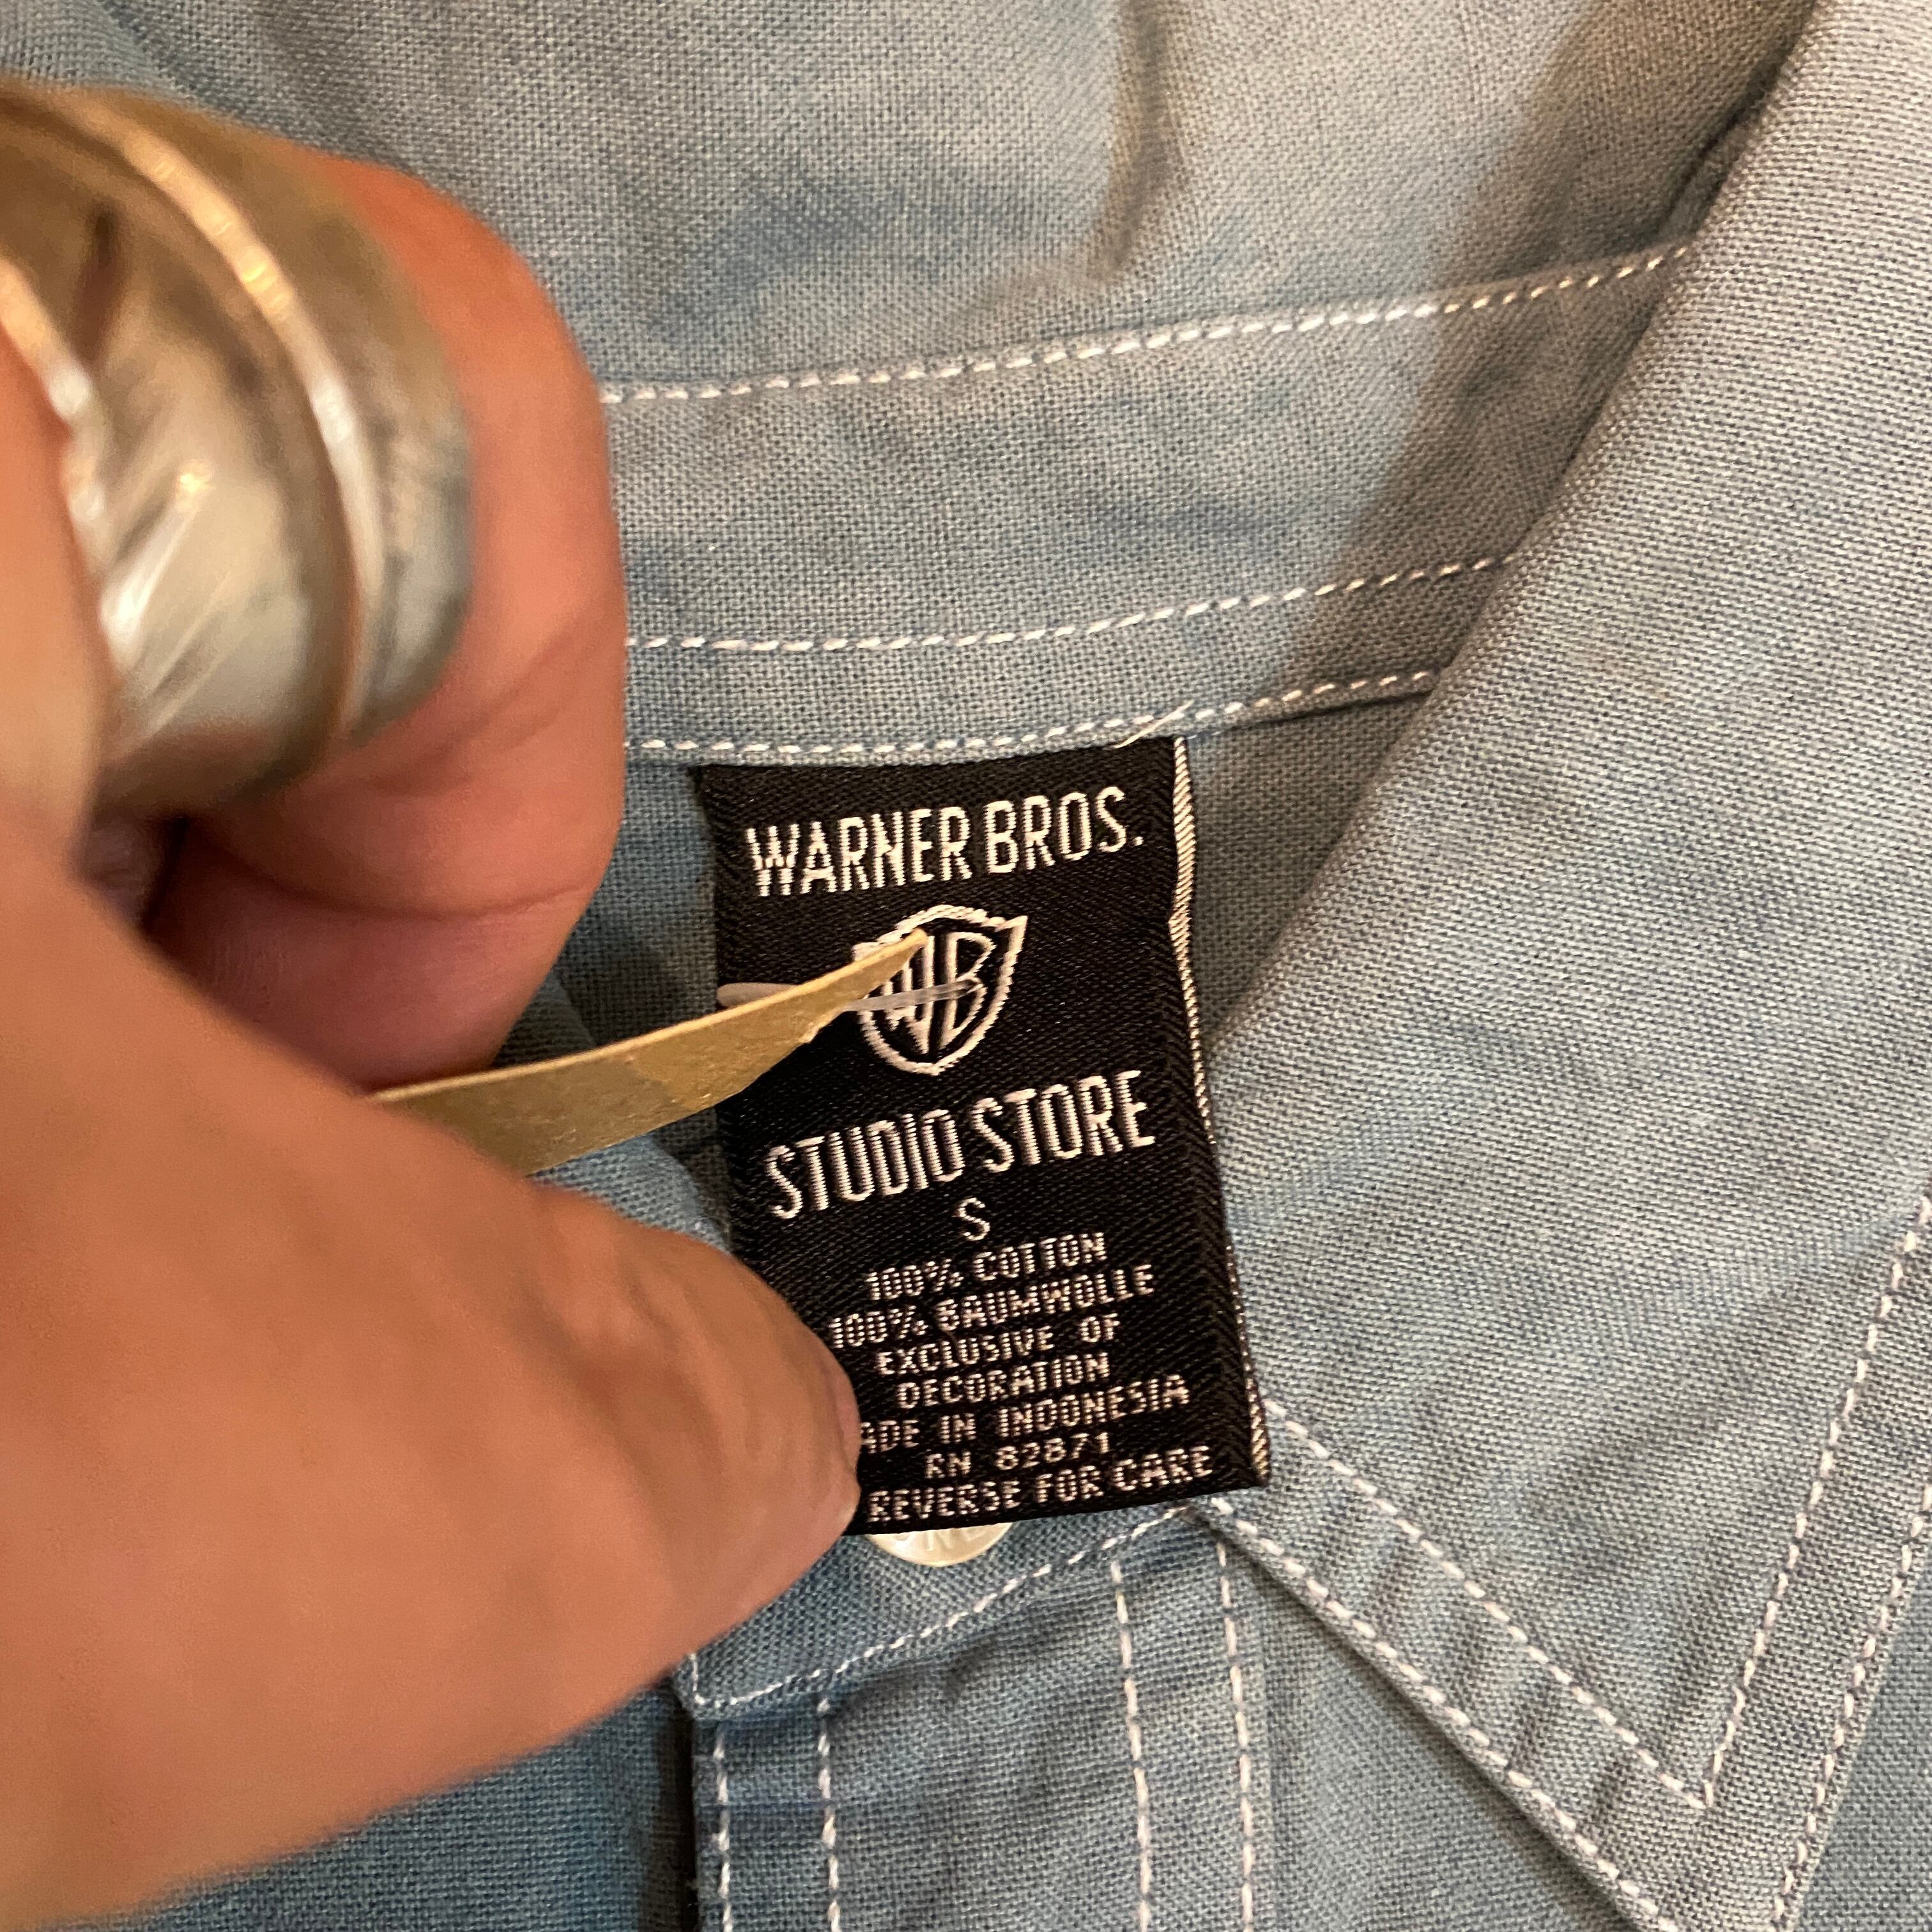 WARNER BROS.
WB
STUDIO STORE
S
100% COTTON
100% BAUMWOLLE
EXCLUSIVE OF
DECORATION
ADE IN INDONESIA
RN 82871
REVERSE FOR CARE